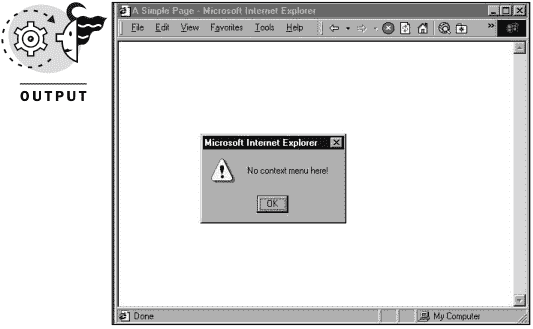 A Simple Page - Microsoft Internet Explorer
File Edit View Favorites Tools Help »
OUTPUT
Microsoft Internet Explorer
No context menu here!
OK
Done
My Computer